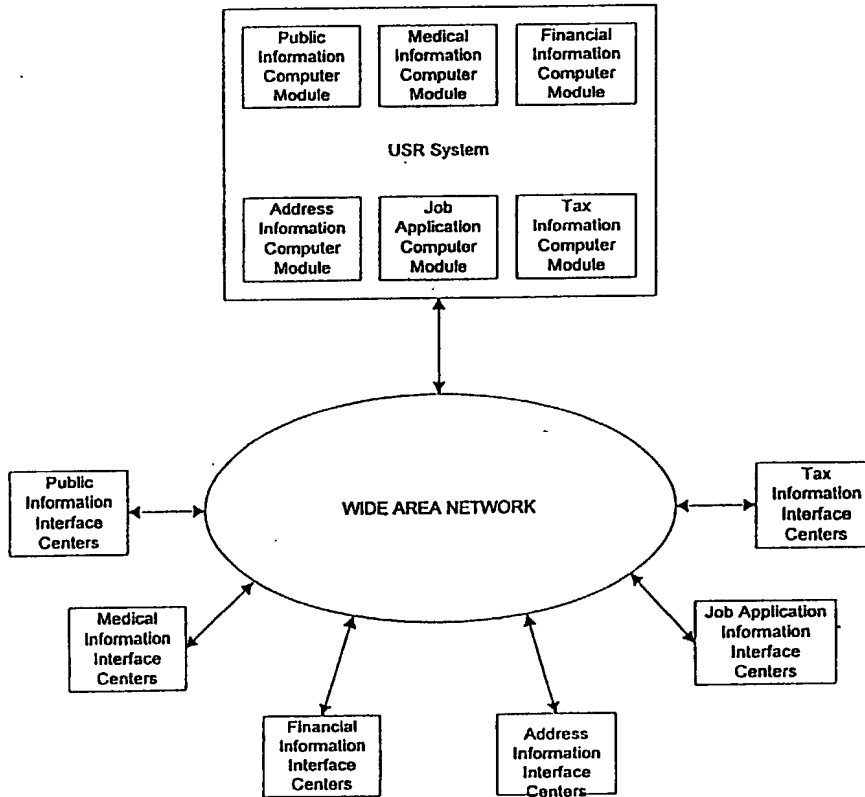 Public
Information
Computer
Module
Medical
Information
Computer
Module
Financial
Information
Computer
Module
USR System
Address
Information
Computer
Module
Job
Application
Computer
Module
Tax
Information
Computer
Module
WIDE AREA NETWORK
Public
Information
Interface
Centers
Tax
Information
Interface
Centers
Medical
Information
Interface
Centers
Job Application
Information
Interface
Centers
Financial
Information
Interface
Centers
Address
Information
Interface
Centers